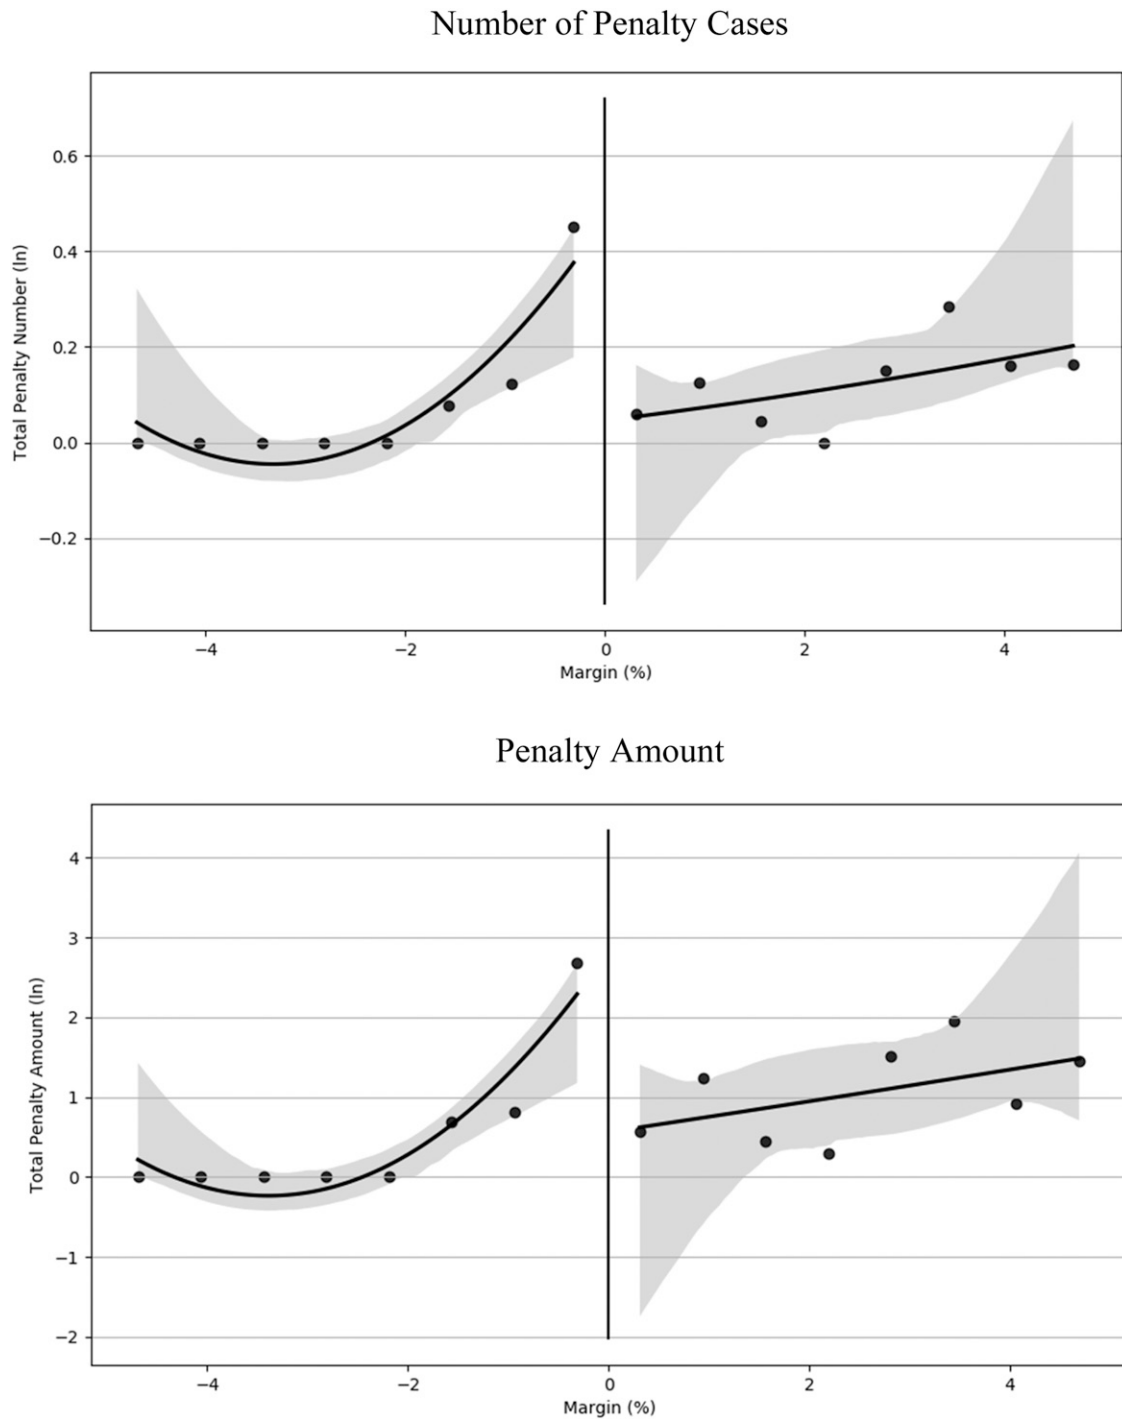 Number of Penalty Cases
0.6
0.4
0.2
0.0
−0.2
Total Penalty Number (ln)
−4 −2 0 2 4
Margin (%)
Penalty Amount
4
3
2
1
0
−1
−2
Total Penalty Amount (ln)
−4 −2 0 2 4
Margin (%)